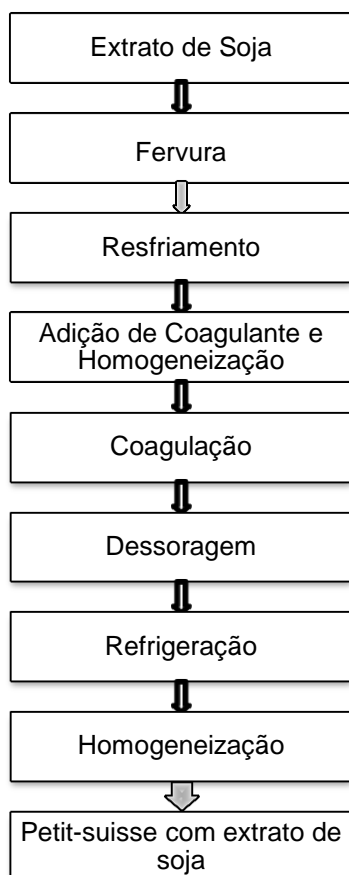 Extrato de Soja
Fervura
Resfriamento
Adição de Coagulante e
Homogeneização
Coagulação
Dessoragem
Refrigeração
Homogeneização
Petit-suisse com extrato de
soja